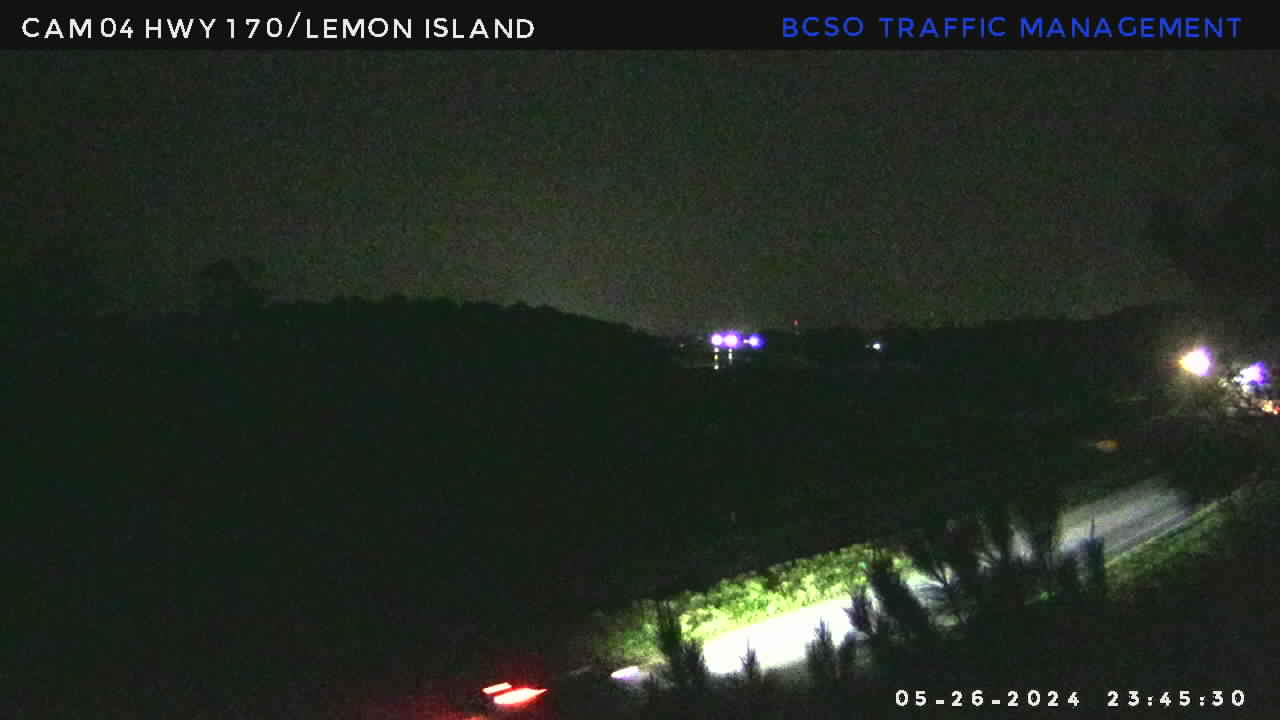 CAM04 HWY 170/LEMON ISLAND
BCSO TRAFFIC MANAGEMENT
05-26-2024 23:45:30